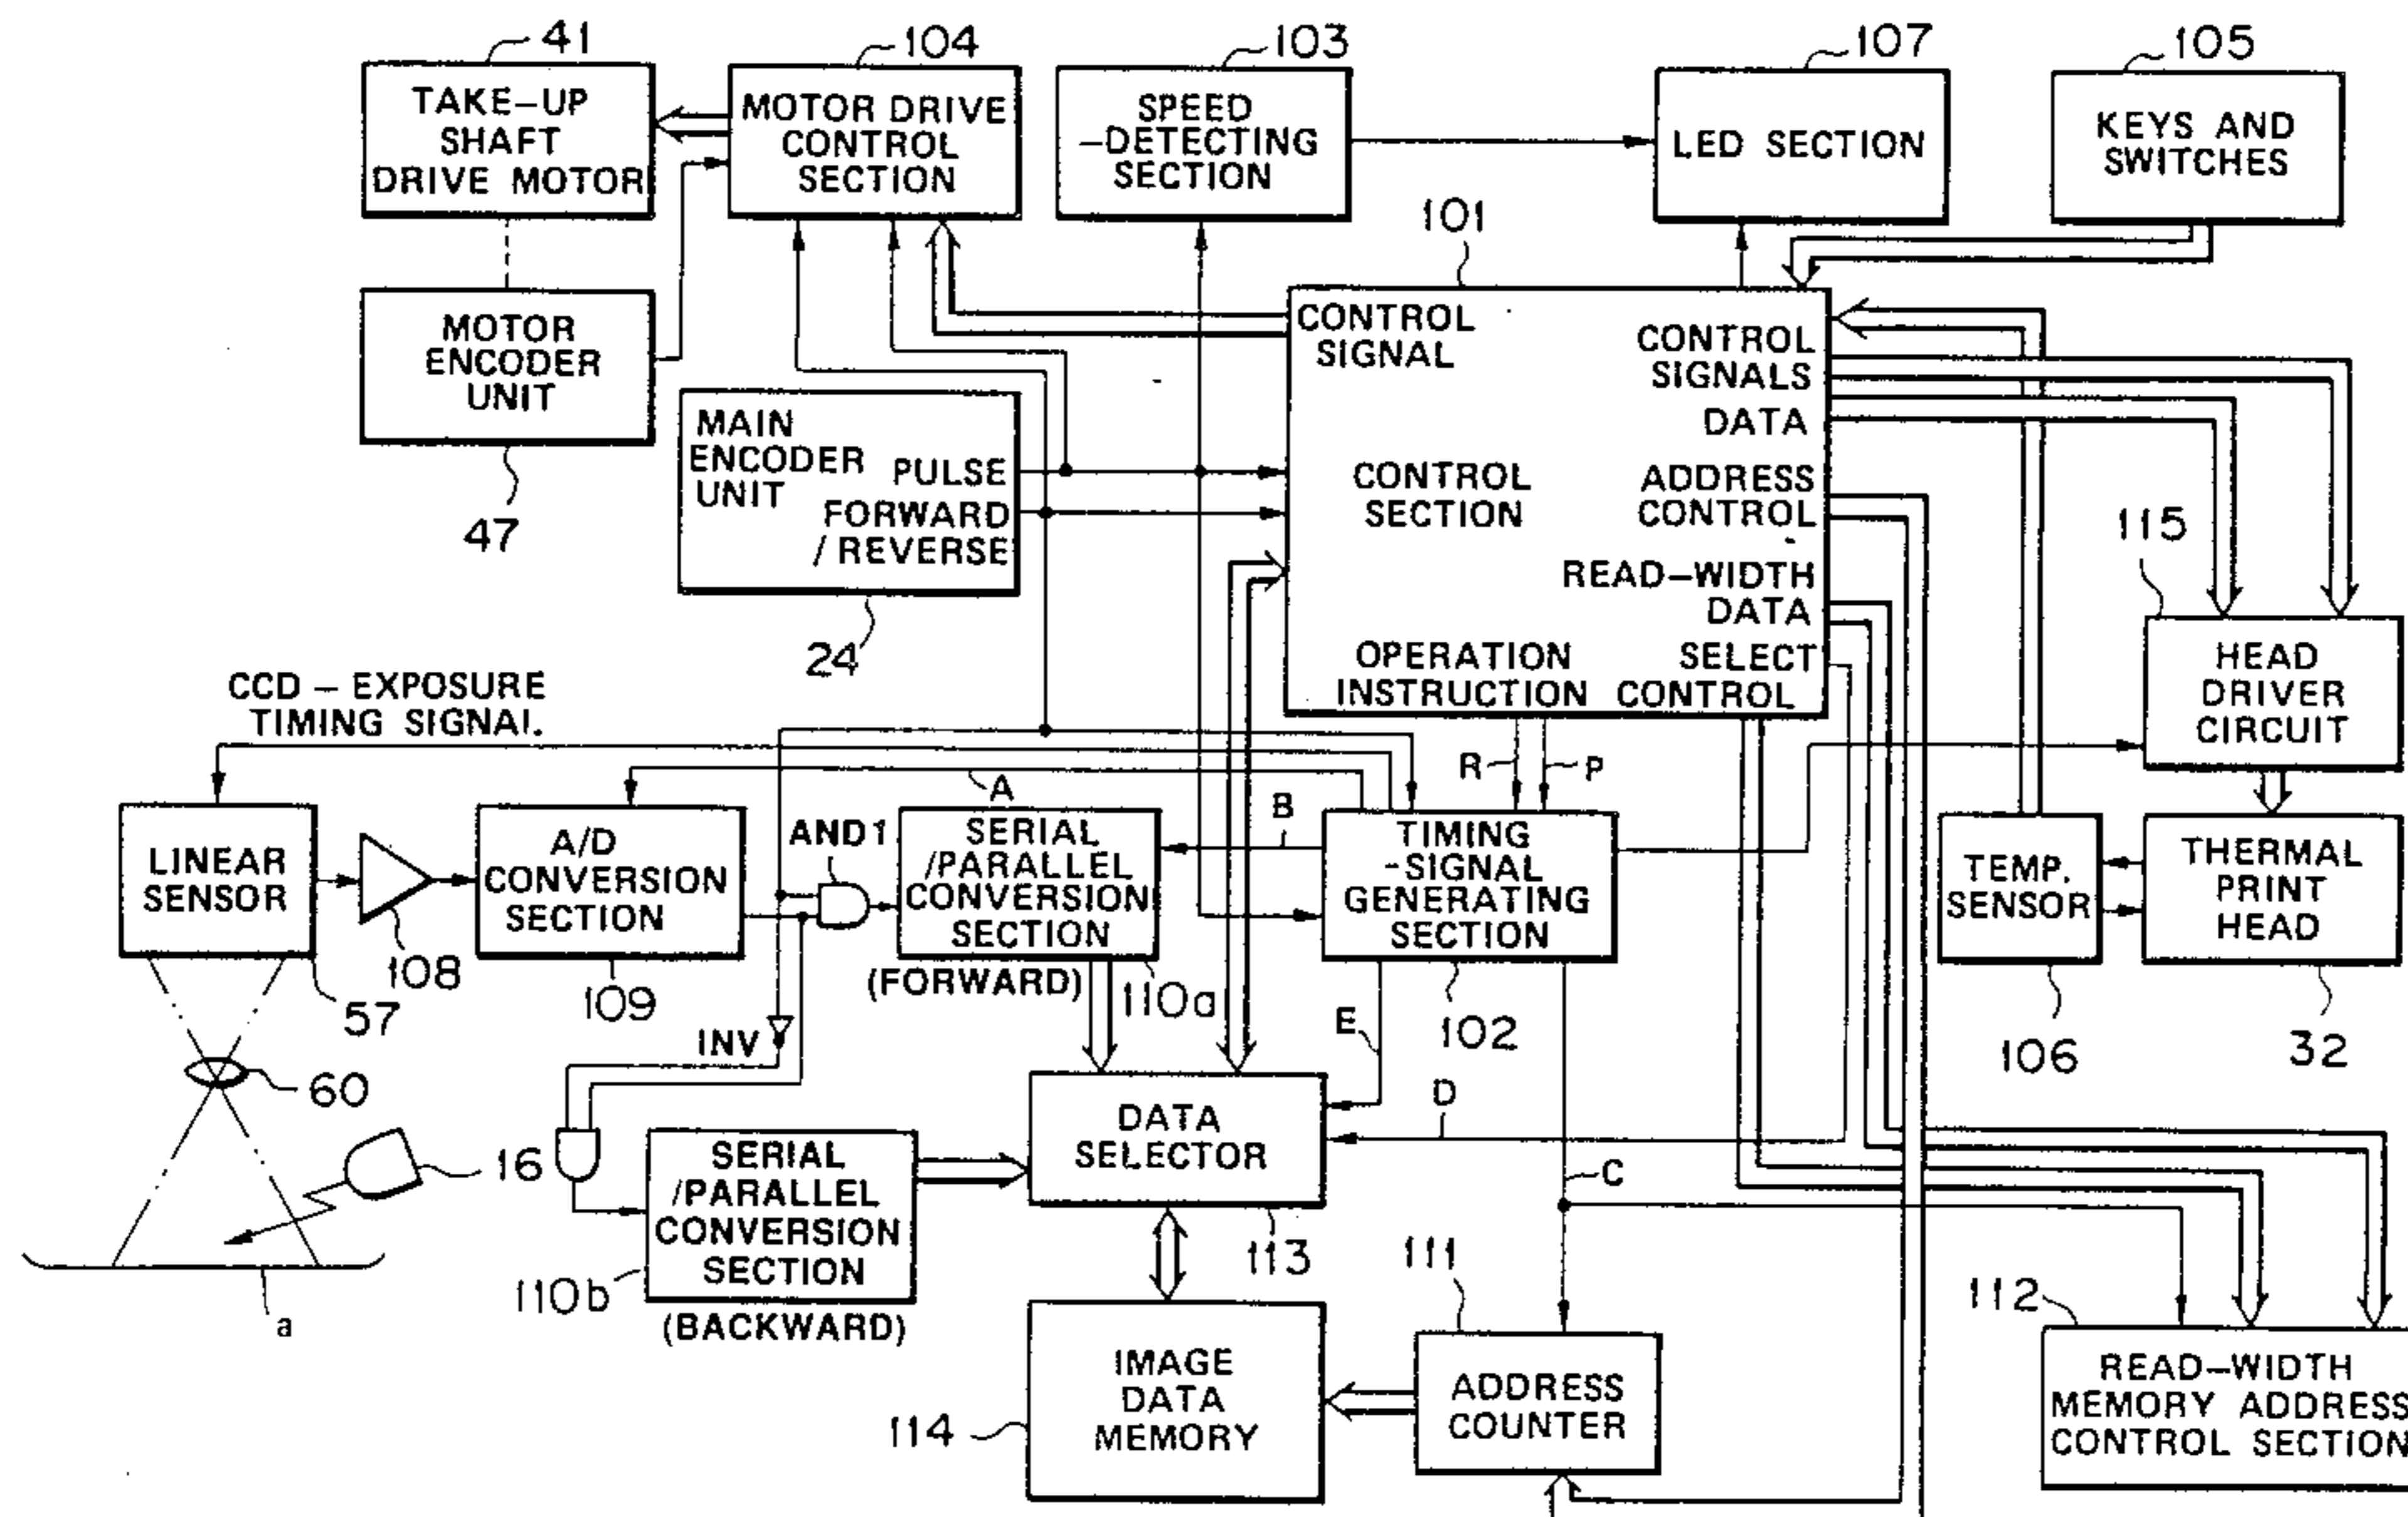 41
104
103
107
105
TAKE-UP
SHAFT
DRIVE MOTOR
MOTOR DRIVE
CONTROL
SECTION
SPEED
-DETECTING
SECTION
LED SECTION
KEYS AND
SWITCHES
101
MOTOR
ENCODER
UNIT
47
MAIN
ENCODER
UNIT
PULSE
FORWARD
/ REVERSE
24
CONTROL
SIGNAL
CONTROL
SIGNALS
DATA
CONTROL
SECTION
ADDRESS
CONTROL
READ-WIDTH
DATA
OPERATION
INSTRUCTION
SELECT
CONTROL
115
HEAD
DRIVER
CIRCUIT
CCD – EXPOSURE
TIMING SIGNAL
A
R
P
B
LINEAR
SENSOR
57
108
A/D
CONVERSION
SECTION
109
AND1
SERIAL
/PARALLEL
CONVERSION
SECTION
(FORWARD)
110a
TIMING
-SIGNAL
GENERATING
SECTION
102
TEMP.
SENSOR
106
THERMAL
PRINT
HEAD
32
INV
E
D
C
60
16
a
SERIAL
/PARALLEL
CONVERSION
SECTION
(BACKWARD)
110b
DATA
SELECTOR
113
IMAGE
DATA
MEMORY
114
111
ADDRESS
COUNTER
112
READ-WIDTH
MEMORY ADDRESS
CONTROL SECTION